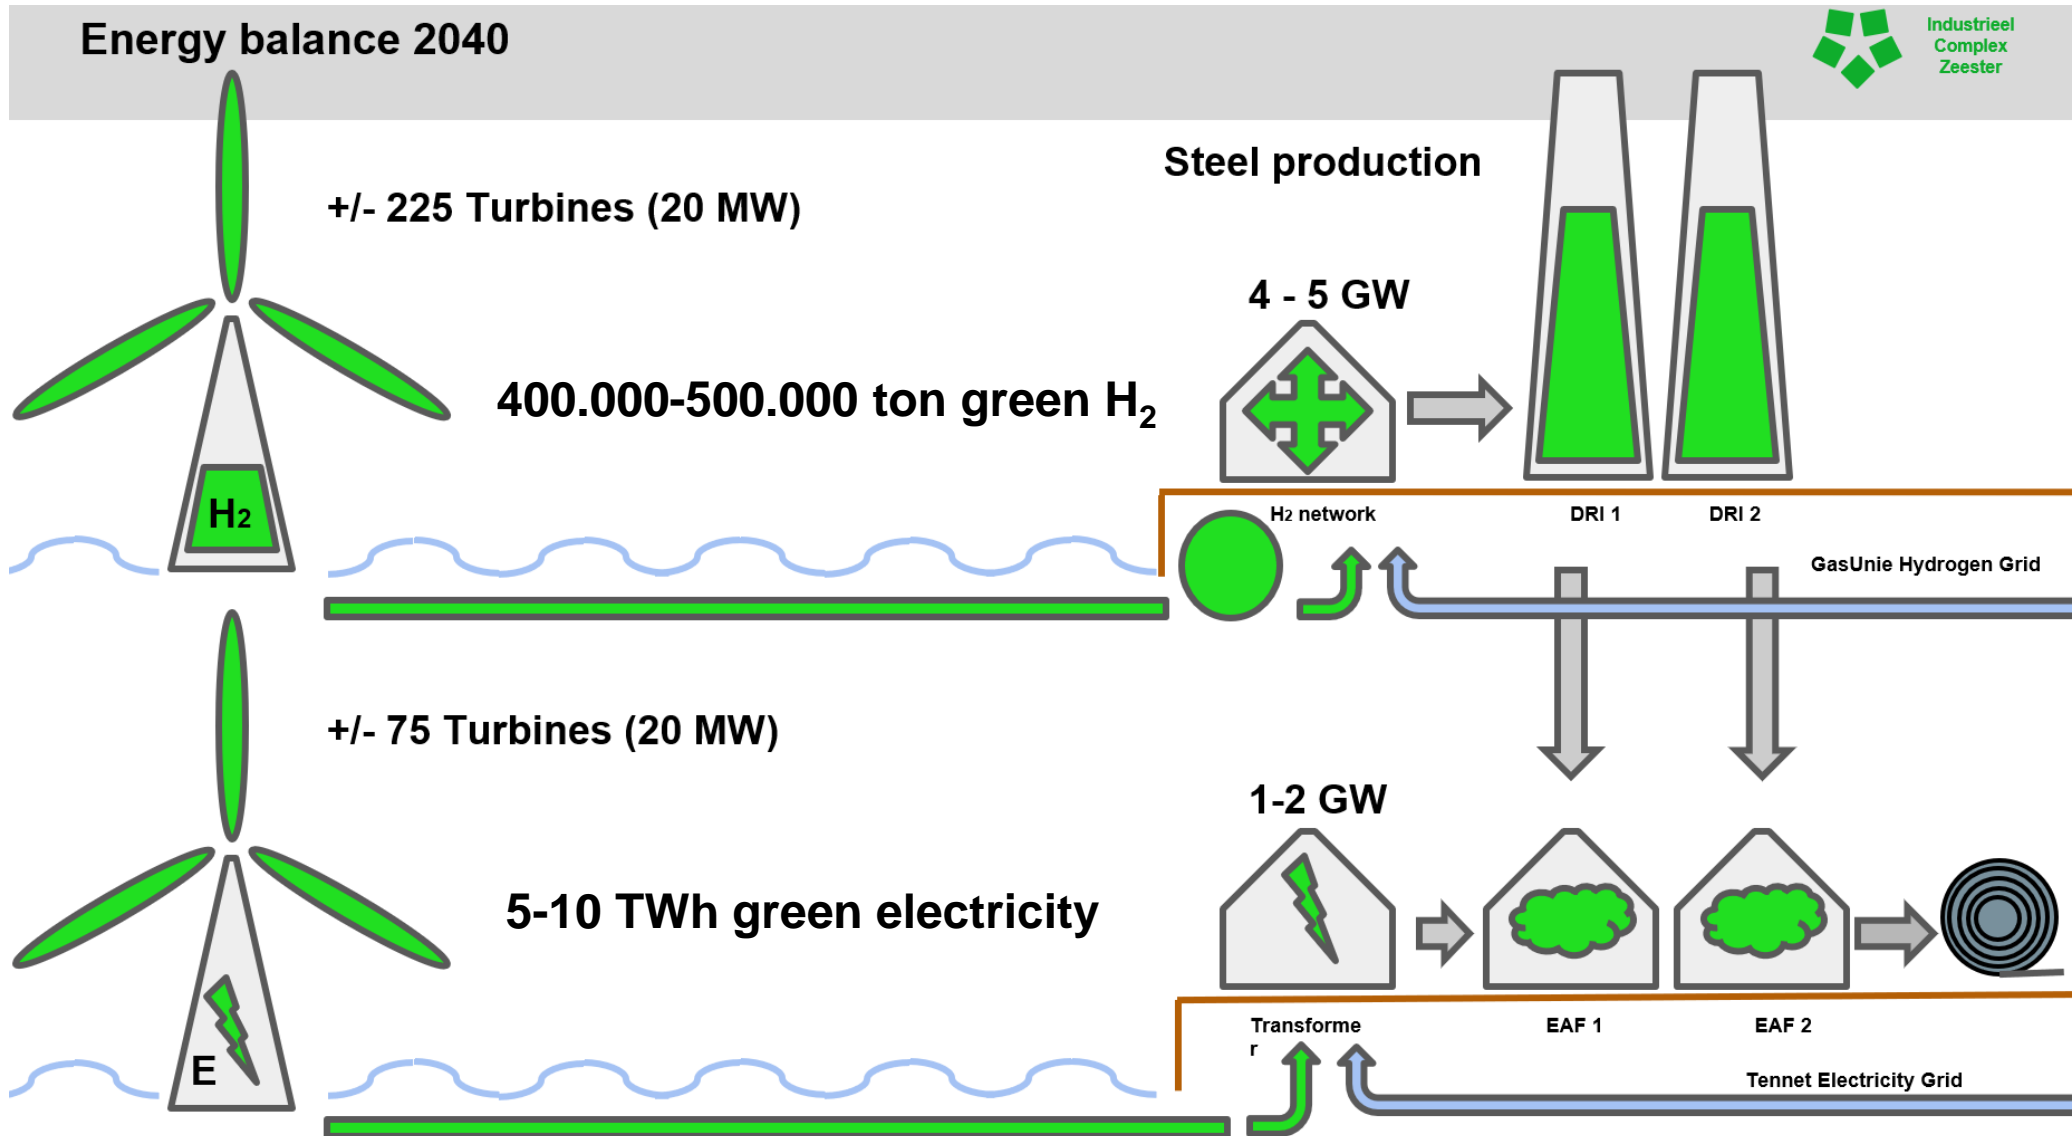 Energy balance 2040
Industrieel
Complex
Zeester
Steel production
+/- 225 Turbines (20 MW)
4 - 5 GW
400.000-500.000 ton green H₂
H₂
H₂ network
DRI 1
DRI 2
GasUnie Hydrogen Grid
+/- 75 Turbines (20 MW)
1-2 GW
5-10 TWh green electricity
E
Transforme
r
EAF 1
EAF 2
Tennet Electricity Grid